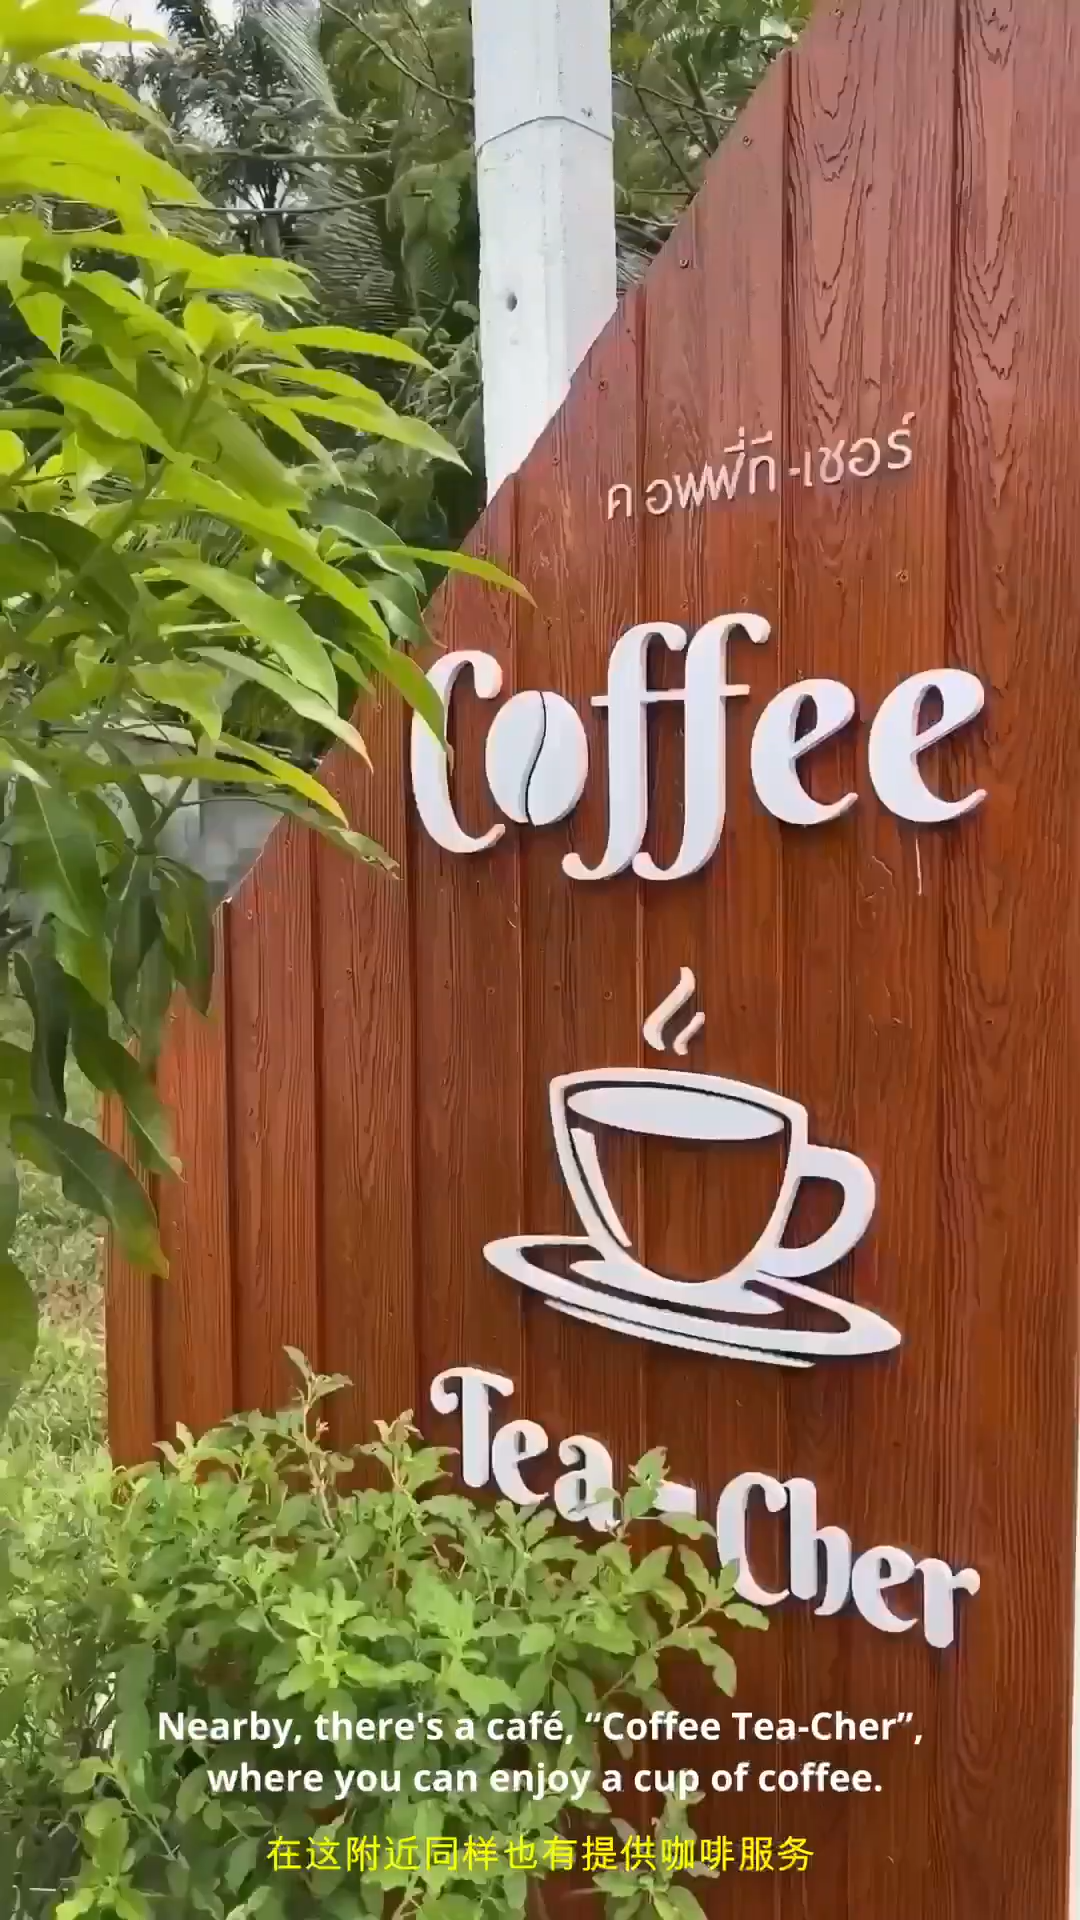 คอฟฟี่ที-เชอร์
Coffee
Tea-Cher
Nearby, there's a café, “Coffee Tea-Cher”,
where you can enjoy a cup of coffee.
在这附近同样也有提供咖啡服务